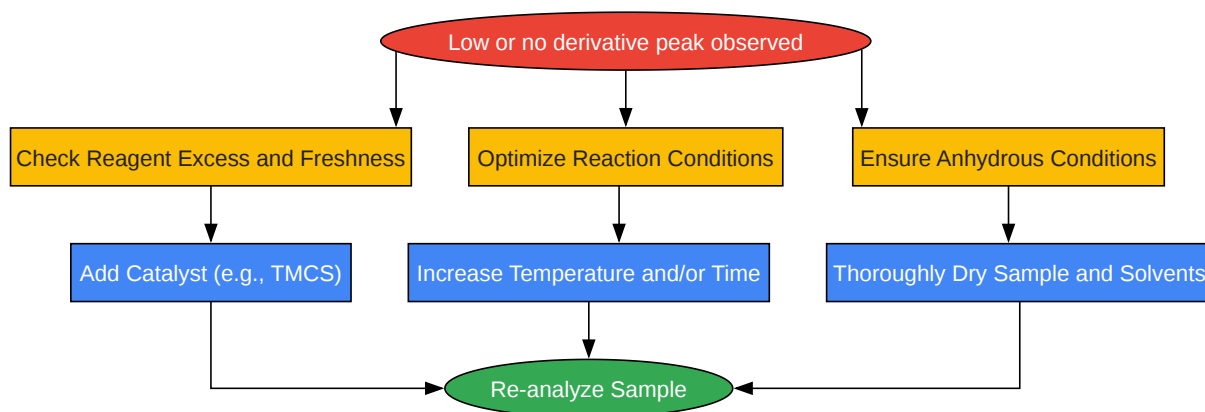 Low or no derivative peak observed
Check Reagent Excess and Freshness
Optimize Reaction Conditions
Ensure Anhydrous Conditions
Add Catalyst (e.g., TMCS)
Increase Temperature and/or Time
Thoroughly Dry Sample and Solvents
Re-analyze Sample